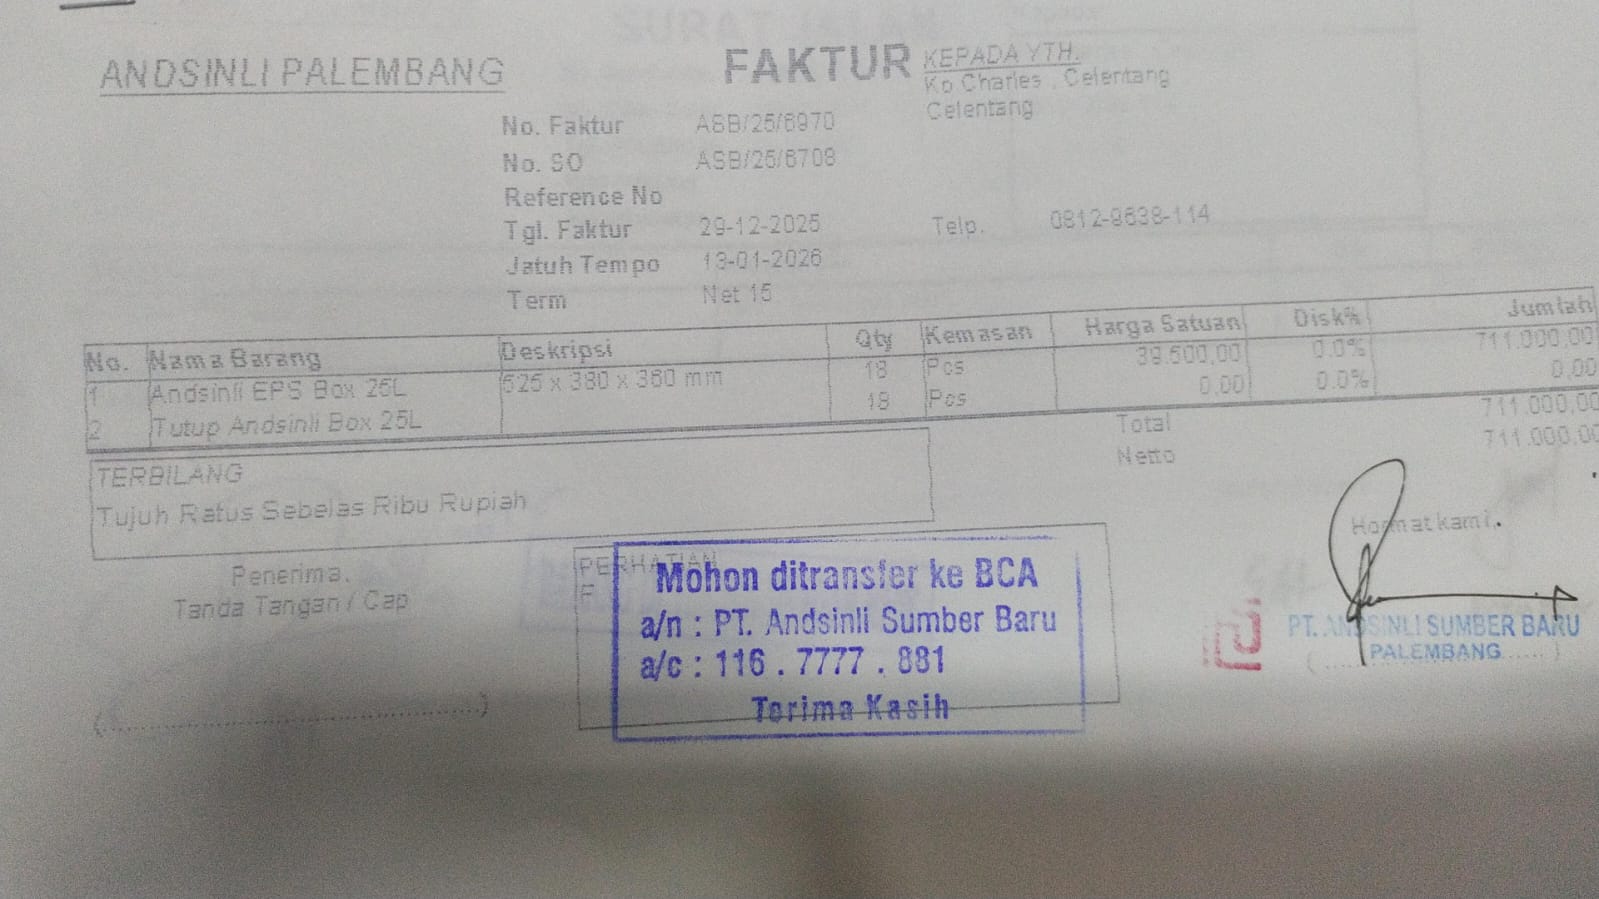 ANDSINLI PALEMBANG
FAKTUR
KEPADA YTH.
Ko Charles . Celentang
Celentang
No. Faktur ASB/25/6970
No. SO ASB/25/6708
Reference No
Tgl. Faktur 29-12-2025
Telp. 0812-9638-114
Jatuh Tempo 13-01-2026
Term Net 15
No. Nama Barang Deskripsi Qty Kemasan Harga Satuan Disk% Jumlah
1 Andsinli EPS Box 25L 525 x 380 x 360 mm 18 Pcs 39.500,00 0.0% 711.000,00
2 Tutup Andsinli Box 25L 18 Pcs 0,00 0.0% 0,00
Total 711.000,00
Netto 711.000,00
TERBILANG
Tujuh Ratus Sebelas Ribu Rupiah
Penerima.
Tanda Tangan / Cap
PERHATIAN
Mohon ditransfer ke BCA
a/n : PT. Andsinli Sumber Baru
a/c : 116 . 7777 . 881
Terima Kasih
Hormat kami,
PT. ANDSINLI SUMBER BARU
PALEMBANG